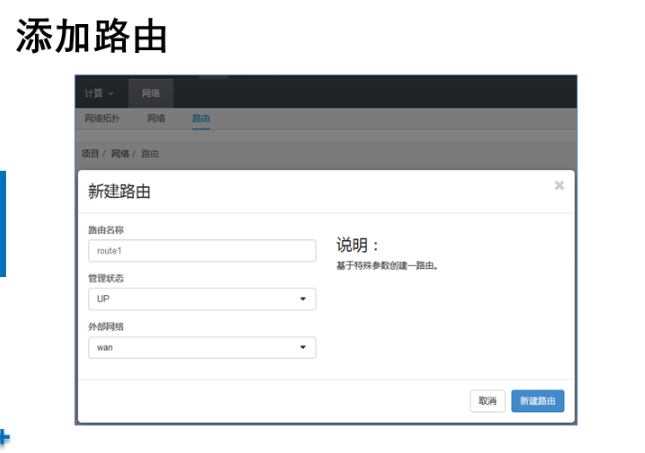 添加路由
计算
网络
网络拓扑
网络
路由
项目 / 网络 / 路由
新建路由
×
路由名称
route1
说明：
基于特殊参数创建一路由。
管理状态
UP
外部网络
wan
取消
新建路由